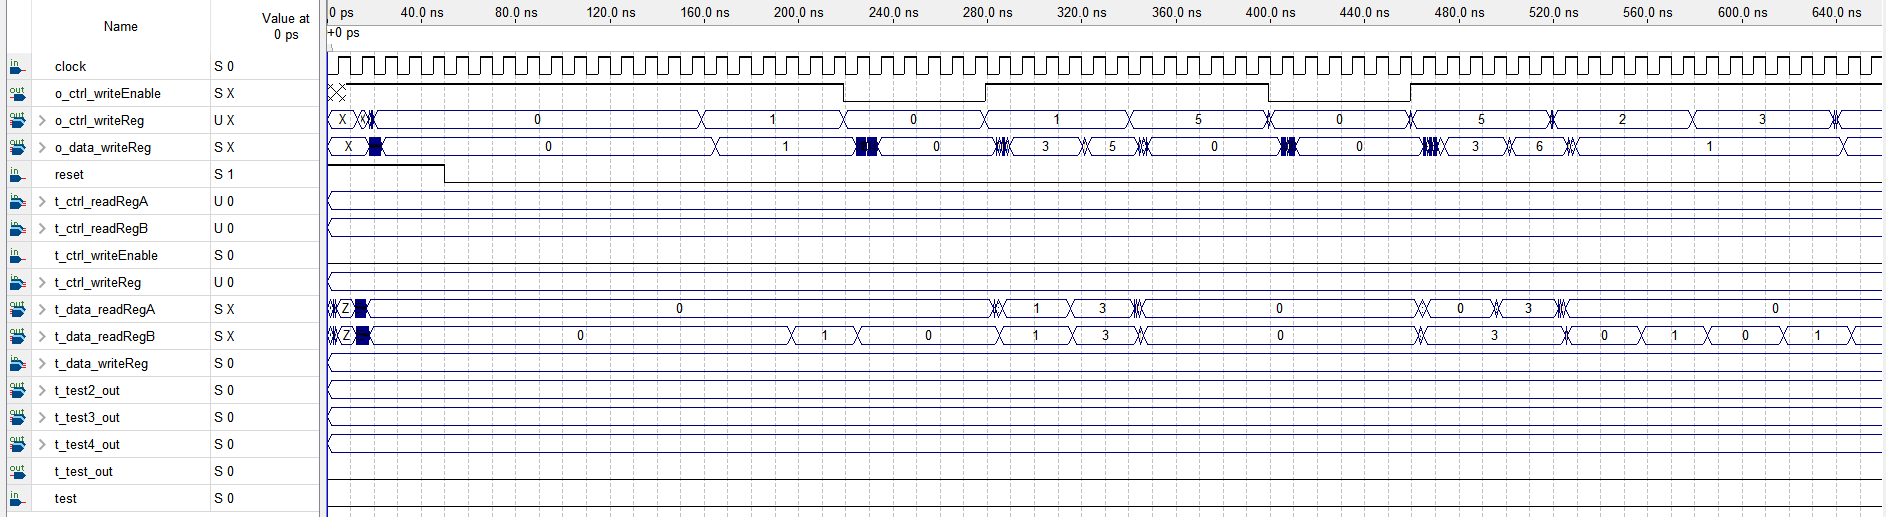 Name Value at 0 ps
0 ps 40.0 ns 80.0 ns 120.0 ns 160.0 ns 200.0 ns 240.0 ns 280.0 ns 320.0 ns 360.0 ns 400.0 ns 440.0 ns 480.0 ns 520.0 ns 560.0 ns 600.0 ns 640.0 ns
+0 ps
in clock S 0
out o_ctrl_writeEnable S X
out > o_ctrl_writeReg U X X X 0 1 0 1 5 0 5 2 3
out > o_data_writeReg S X X 0 1 0 3 5 0 0 3 6 1
in reset S 1
in > t_ctrl_readRegA U 0
in > t_ctrl_readRegB U 0
in t_ctrl_writeEnable S 0
in > t_ctrl_writeReg U 0
out > t_data_readRegA S X Z 0 1 3 0 0 3 0
out > t_data_readRegB S X Z 0 1 0 1 3 0 3 0 1 0 1
in > t_data_writeReg S 0
out > t_test2_out S 0
out > t_test3_out S 0
out > t_test4_out S 0
out t_test_out S 0
in test S 0